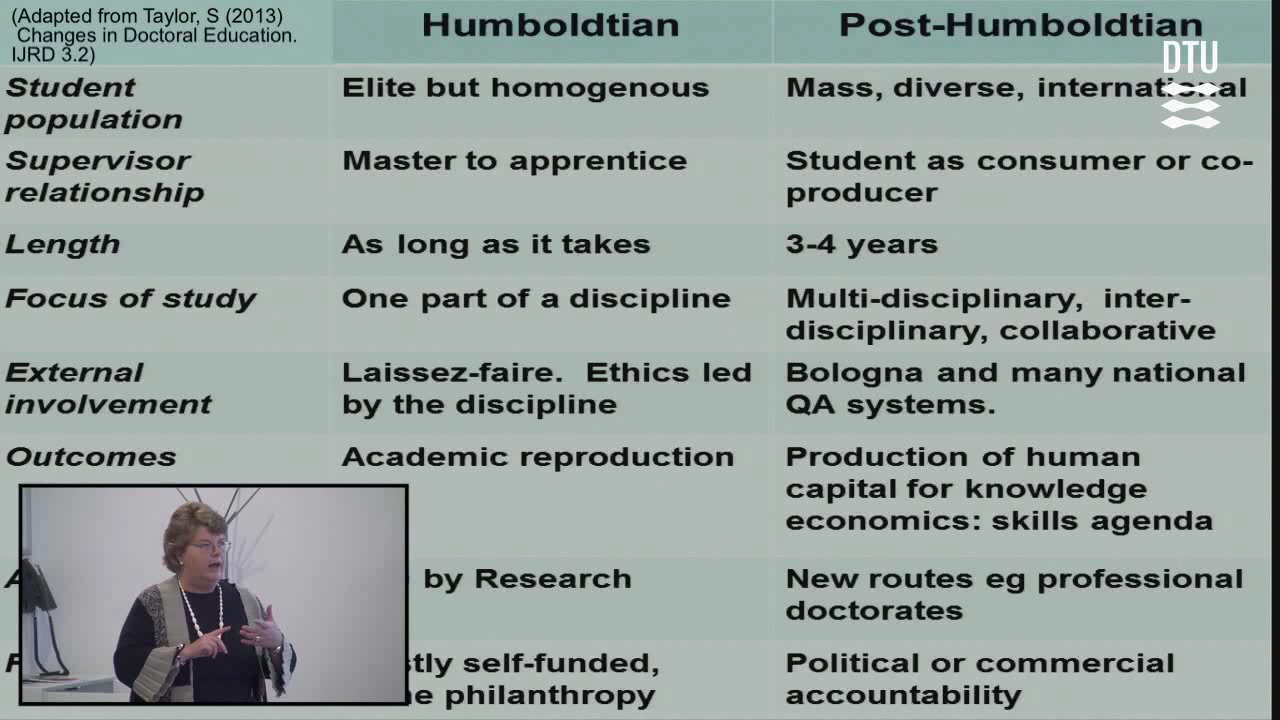 (Adapted from Taylor, S (2013)
Changes in Doctoral Education.
IJRD 3.2)
Humboldtian
Post-Humboldtian
DTU
Student
population
Elite but homogenous
Mass, diverse, international
Supervisor
relationship
Master to apprentice
Student as consumer or co-
producer
Length
As long as it takes
3-4 years
Focus of study
One part of a discipline
Multi-disciplinary, inter-
disciplinary, collaborative
External
involvement
Laissez-faire. Ethics led
by the discipline
Bologna and many national
QA systems.
Outcomes
Academic reproduction
Production of human
capital for knowledge
economics: skills agenda
by Research
New routes eg professional
doctorates
self-funded,
philanthropy
Political or commercial
accountability